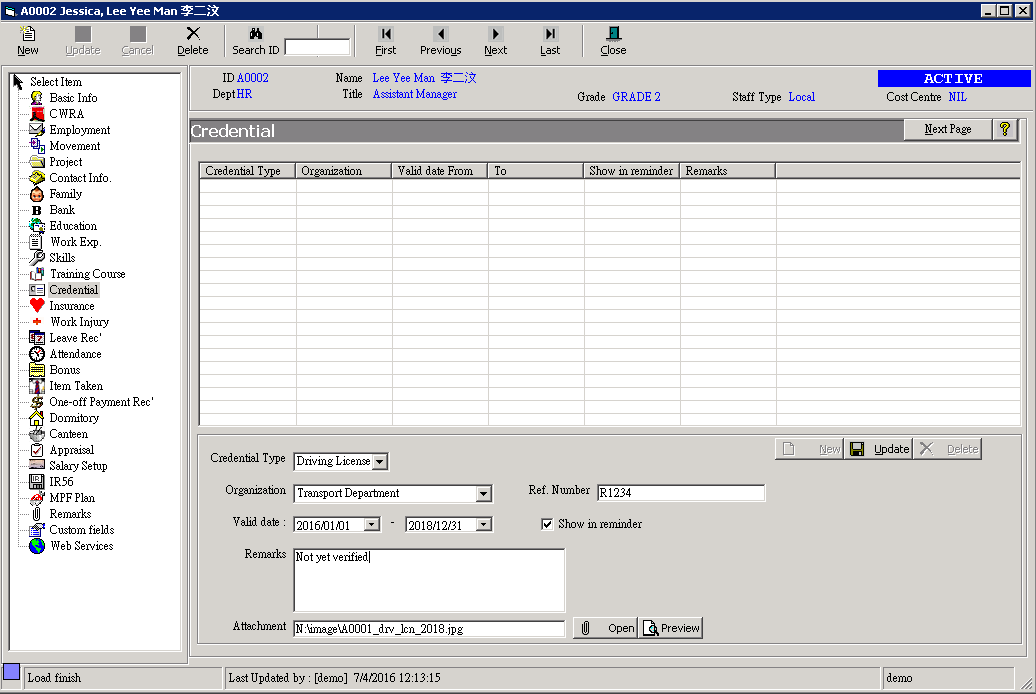 A0002 Jessica, Lee Yee Man 李二汶
New Update Cancel Delete Search ID First Previous Next Last Close
Select Item
Basic Info
CWRA
Employment
Movement
Project
Contact Info.
Family
Bank
Education
Work Exp.
Skills
Training Course
Credential
Insurance
Work Injury
Leave Rec'
Attendance
Bonus
Item Taken
One-off Payment Rec'
Dormitory
Canteen
Appraisal
Salary Setup
IR56
MPF Plan
Remarks
Custom fields
Web Services
ID A0002 Name Lee Yee Man 李二汶 ACTIVE
Dept HR Title Assistant Manager Grade GRADE 2 Staff Type Local Cost Centre NIL
Credential Next Page ?
Credential Type Organization Valid date From To Show in reminder Remarks
New Update Delete
Credential Type Driving License
Organization Transport Department Ref. Number R1234
Valid date : 2016/01/01 - 2018/12/31 Show in reminder
Remarks Not yet verified
Attachment N:\image\A0001_drv_lcn_2018.jpg Open Preview
Load finish Last Updated by : [demo] 7/4/2016 12:13:15 demo